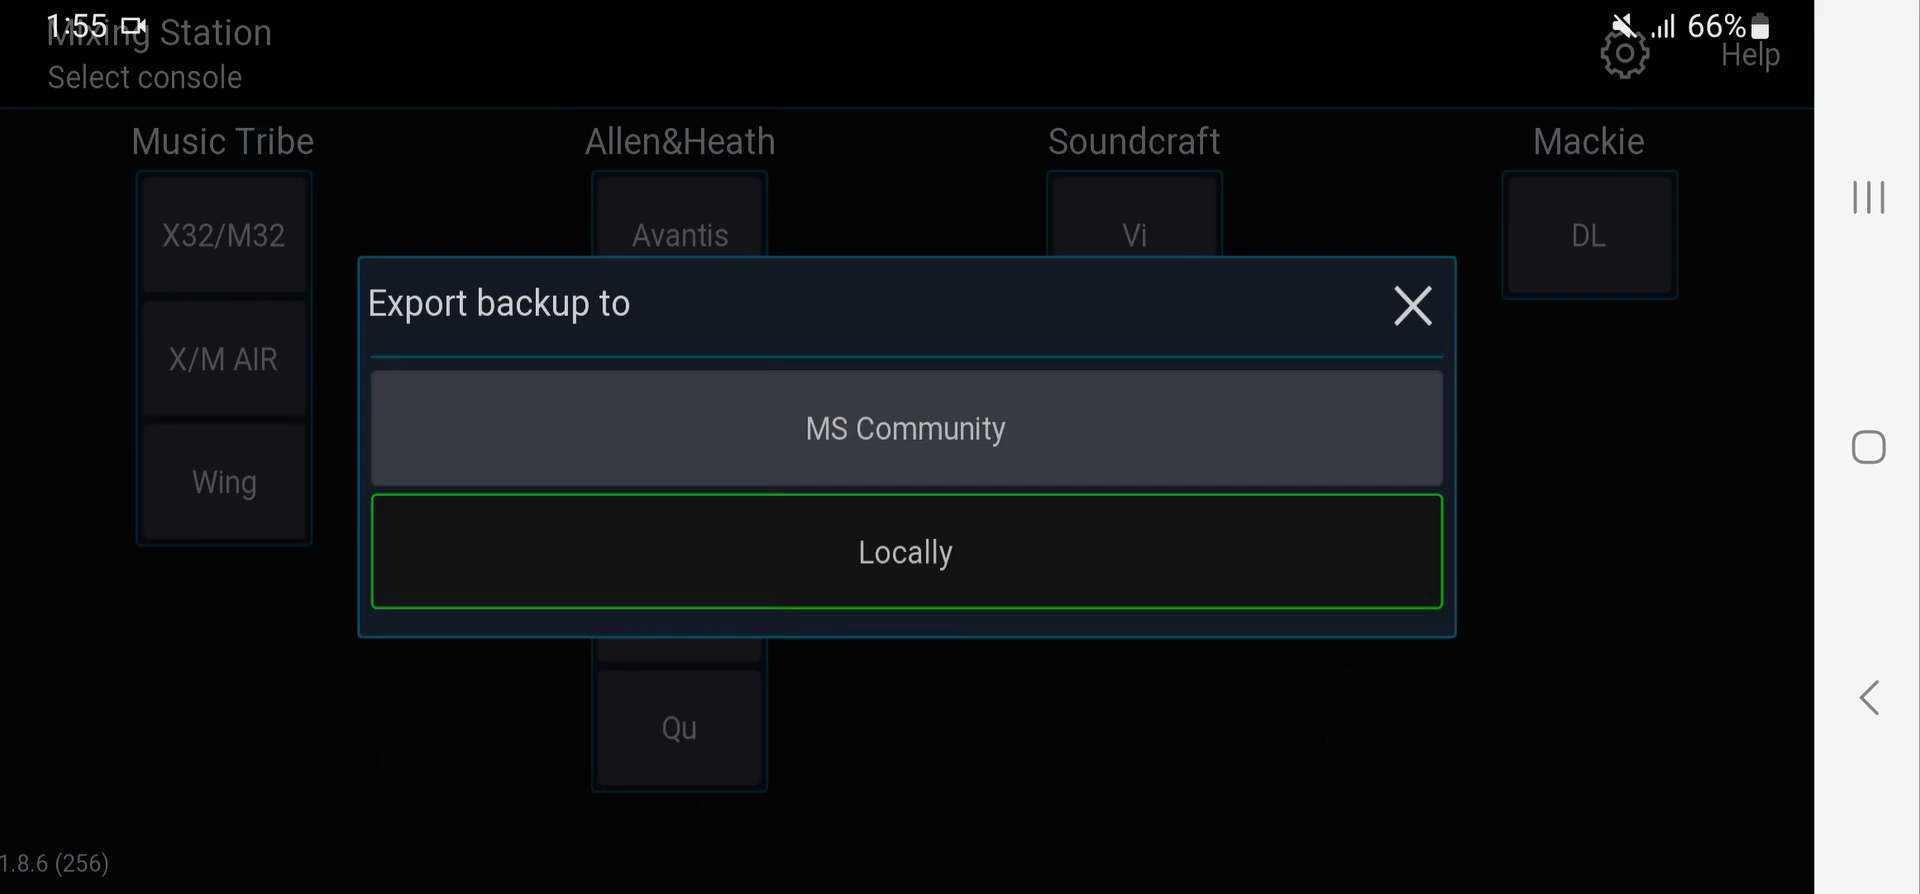 1:55
66%
Mixing Station
Select console
Help
Music Tribe
Allen&Heath
Soundcraft
Mackie
X32/M32
Avantis
Vi
DL
Export backup to
X/M AIR
MS Community
Wing
Locally
Qu
1.8.6 (256)